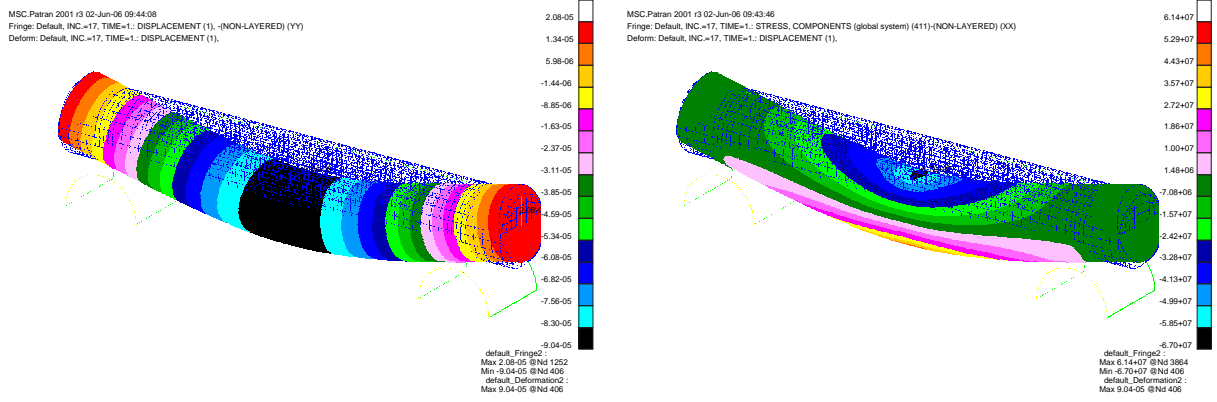 MSC.Patran 2001 r3 02-Jun-06 09:44:08
Fringe: Default, INC.=17, TIME=1.: DISPLACEMENT (1), -(NON-LAYERED) (YY)
Deform: Default, INC.=17, TIME=1.: DISPLACEMENT (1),
2.08-05
1.34-05
5.98-06
-1.44-06
-8.85-06
-1.63-05
-2.37-05
-3.11-05
-3.85-05
-4.59-05
-5.34-05
-6.08-05
-6.82-05
-7.56-05
-8.30-05
-9.04-05
default_Fringe2 :
Max 2.08-05 @Nd 1252
Min -9.04-05 @Nd 406
default_Deformation2 :
Max 9.04-05 @Nd 406
MSC.Patran 2001 r3 02-Jun-06 09:43:46
Fringe: Default, INC.=17, TIME=1.: STRESS, COMPONENTS (global system) (411)-(NON-LAYERED) (XX)
Deform: Default, INC.=17, TIME=1.: DISPLACEMENT (1),
6.14+07
5.29+07
4.43+07
3.58+07
2.72+07
1.86+07
1.00+07
1.48+06
-7.08+06
-1.57+07
-2.42+07
-3.28+07
-4.13+07
-4.99+07
-5.85+07
-6.70+07
default_Fringe2 :
Max 6.14+07 @Nd 3864
Min -6.70+07 @Nd 406
default_Deformation2 :
Max 9.04-05 @Nd 406